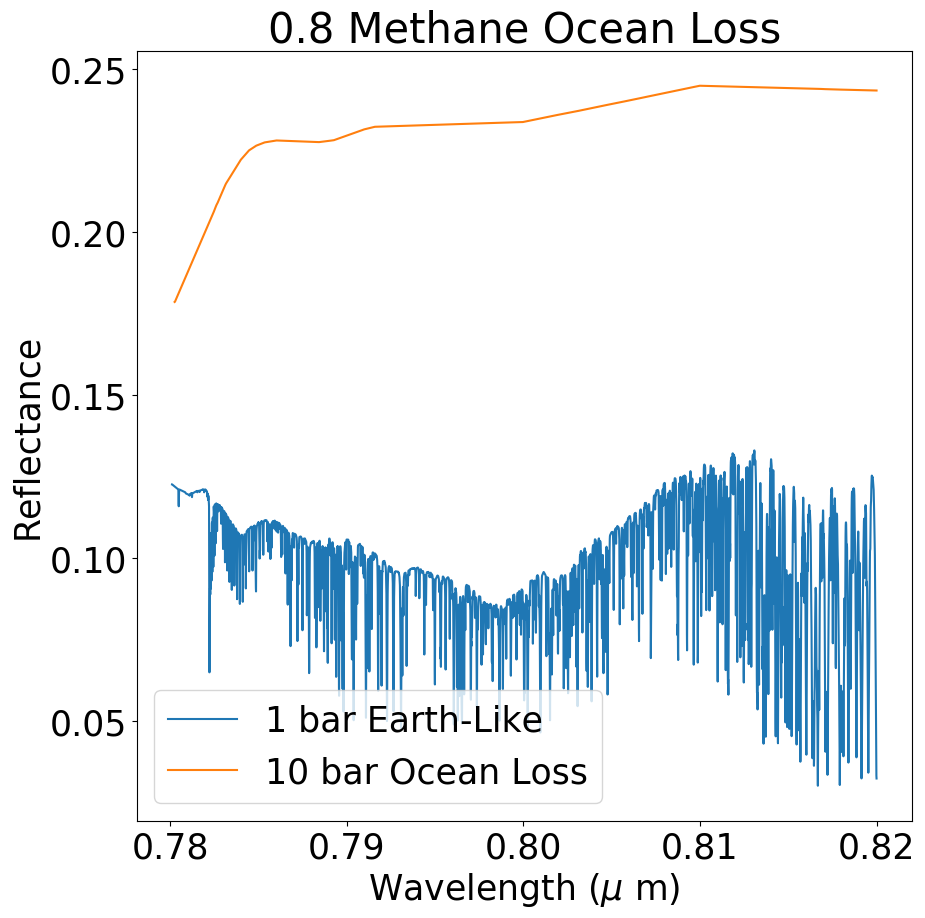 0.8 Methane Ocean Loss
0.25
0.20
0.15
0.10
0.05
Reflectance
1 bar Earth-Like
10 bar Ocean Loss
0.78 0.79 0.80 0.81 0.82
Wavelength (μ m)